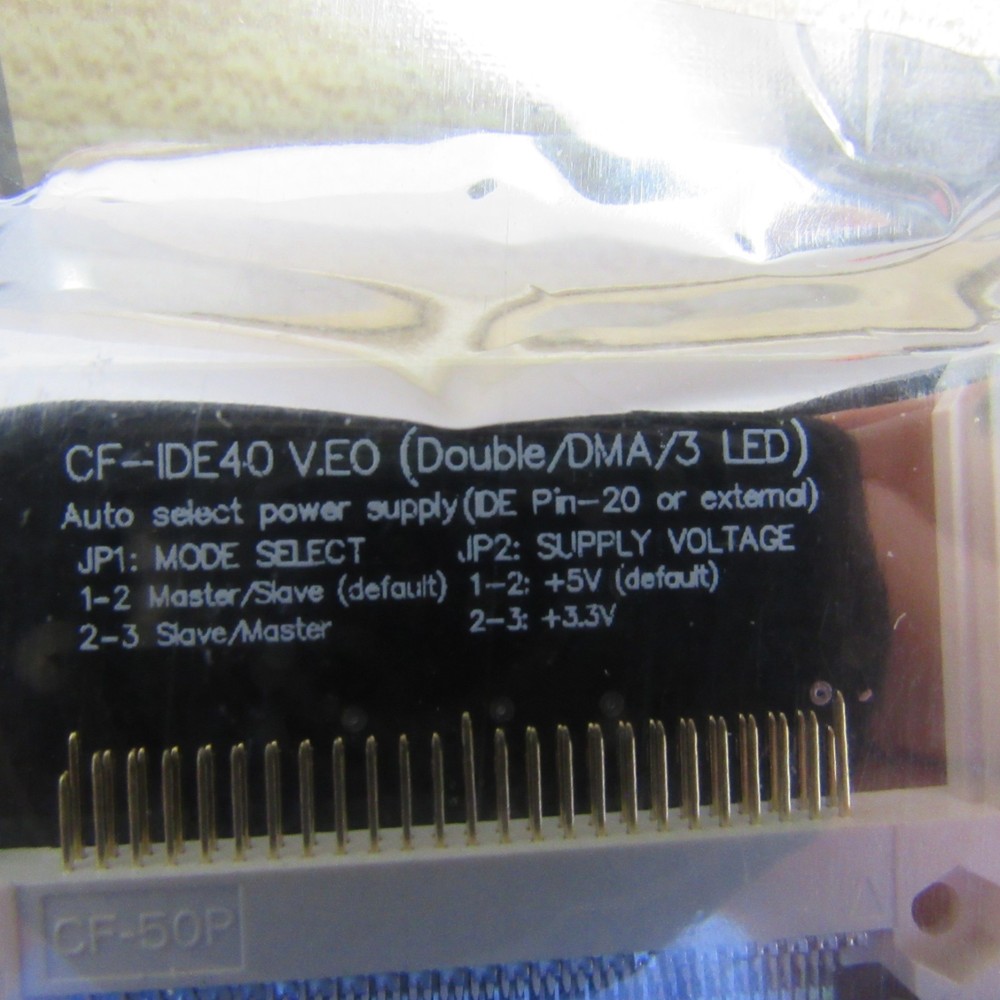 CF-IDE40 V.E0 (Double/DMA/3 LED)
Auto select power supply(IDE Pin-20 or external)
JP1: MODE SELECT
1-2 Master/Slave (default)
2-3 Slave/Master
JP2: SUPPLY VOLTAGE
1-2: +5V (default)
2-3: +3.3V
CF-50P